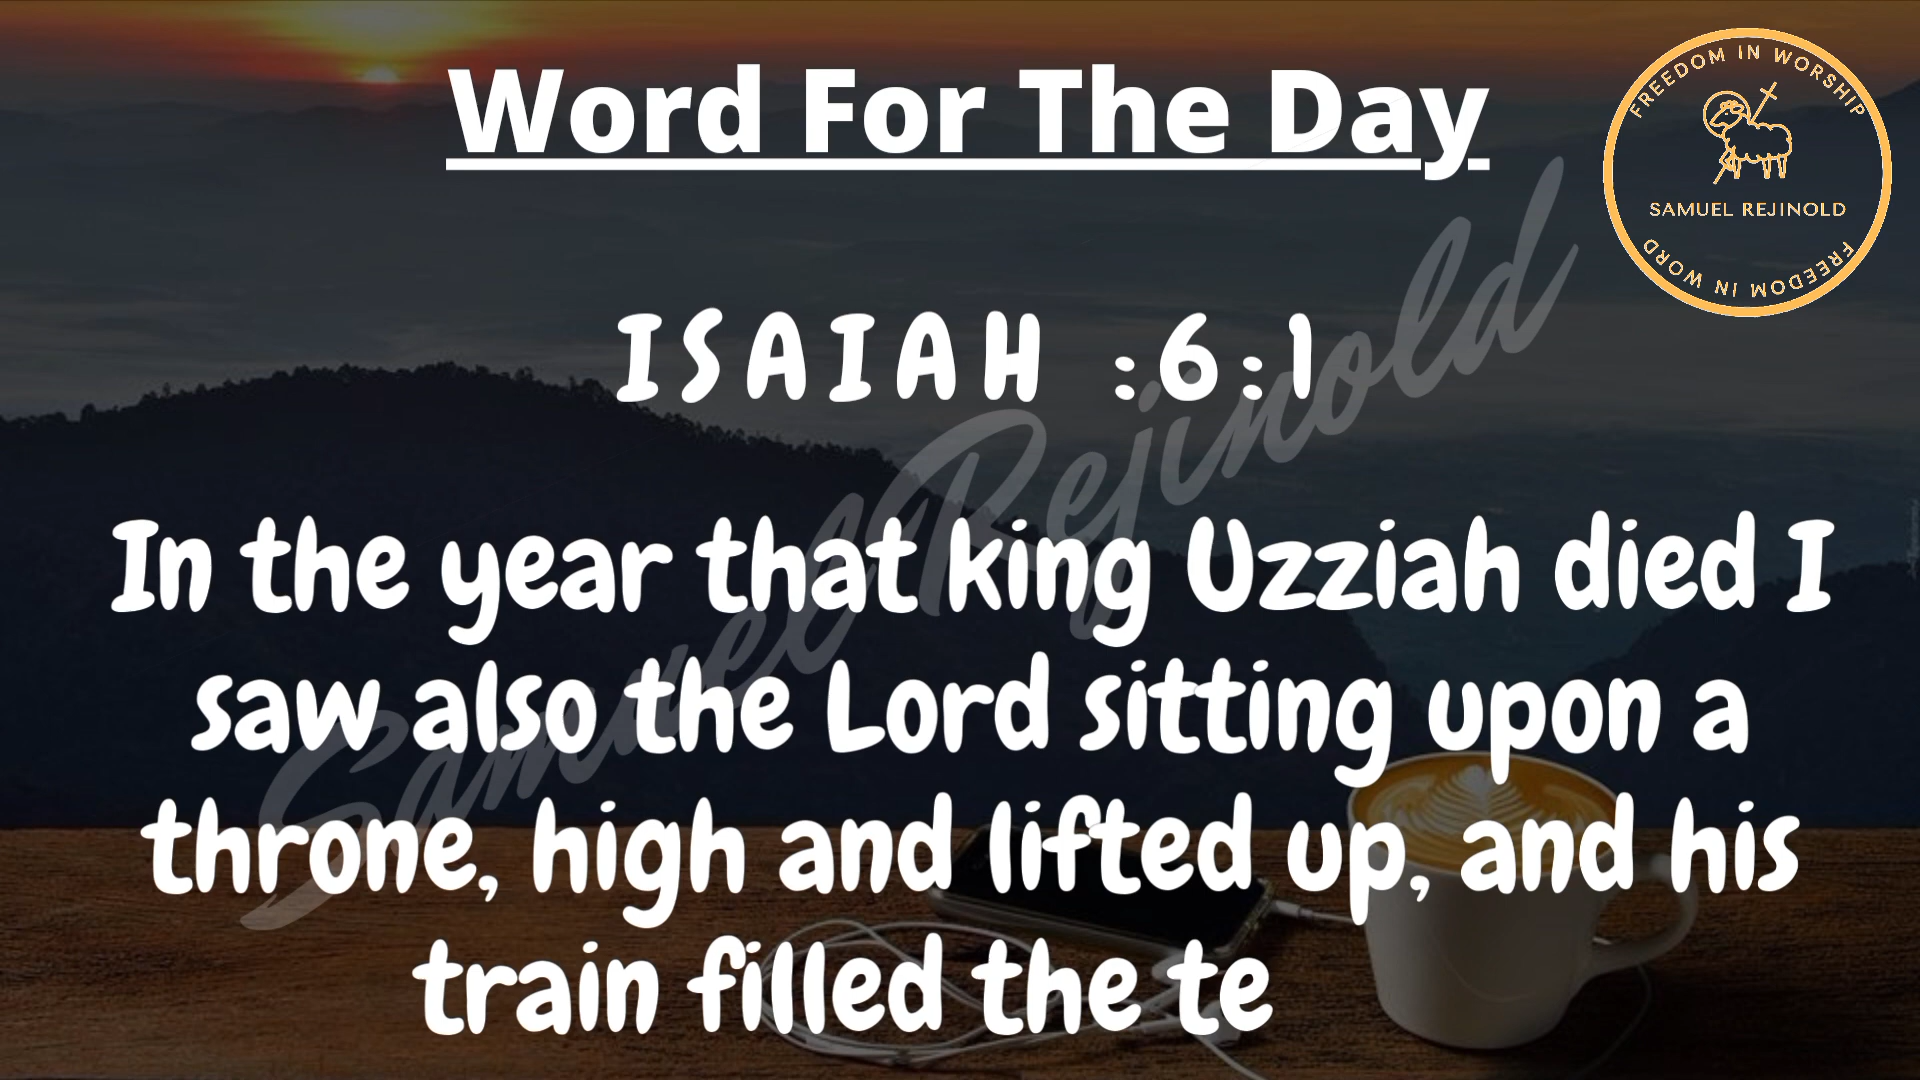 Word For The Day
FREEDOM IN WORSHIP
SAMUEL REJINOLD
FREEDOM IN WORD
ISAIAH :6:1
In the year that king Uzziah died I
saw also the Lord sitting upon a
throne, high and lifted up, and his
train filled the te
Samuel Rejinold